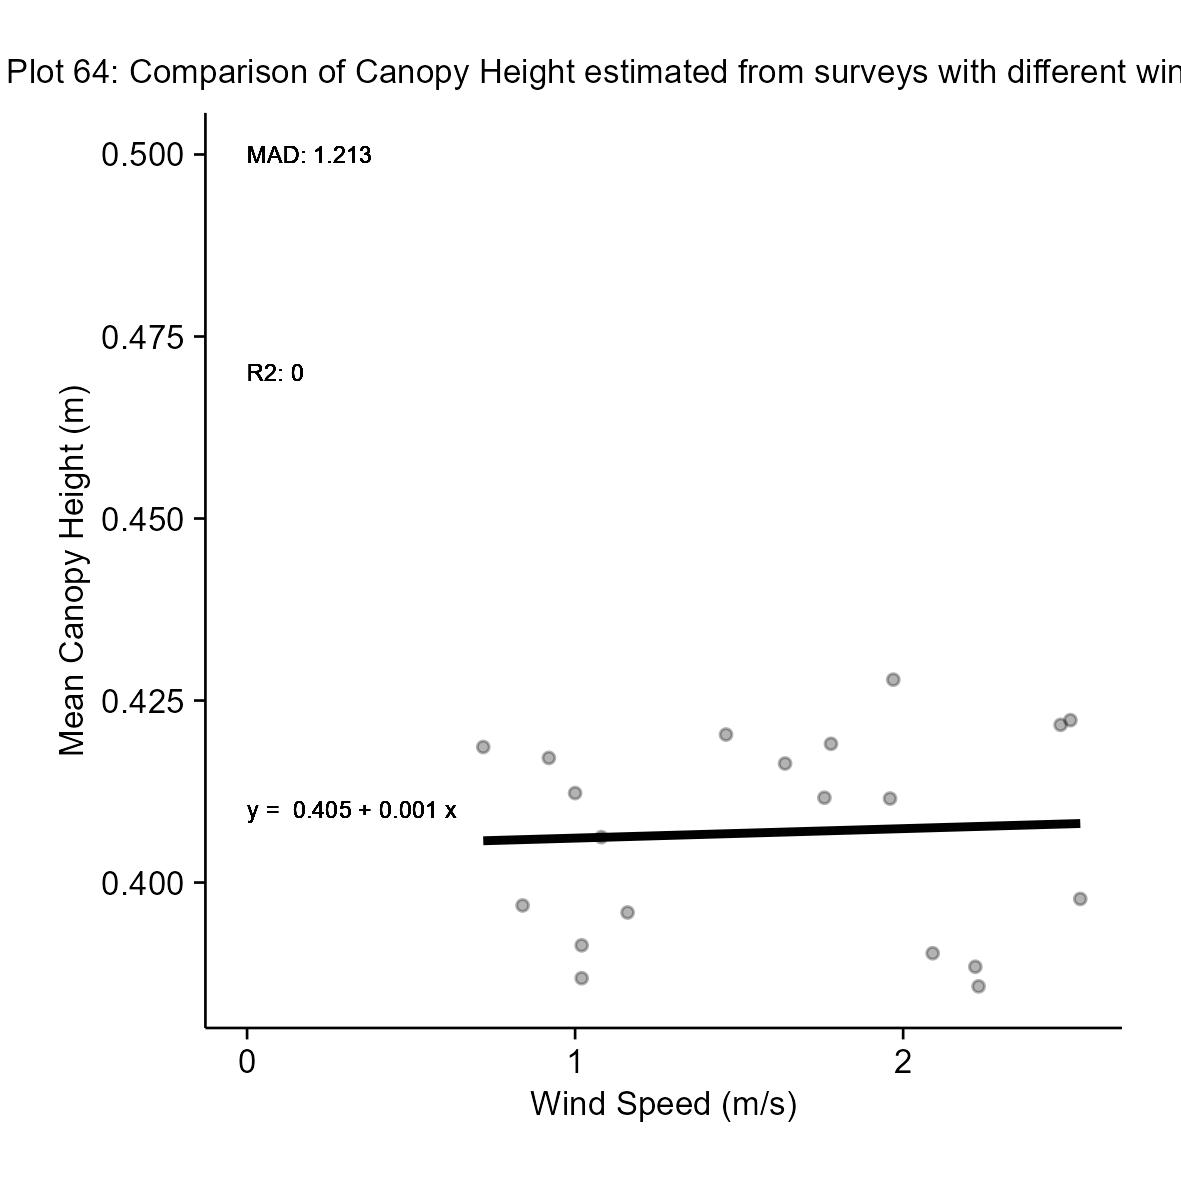 Plot 64: Comparison of Canopy Height estimated from surveys with different win
0.500
MAD: 1.213
0.475
R2: 0
0.450
Mean Canopy Height (m)
0.425
y =  0.405 + 0.001 x
0.400
0
1
2
Wind Speed (m/s)